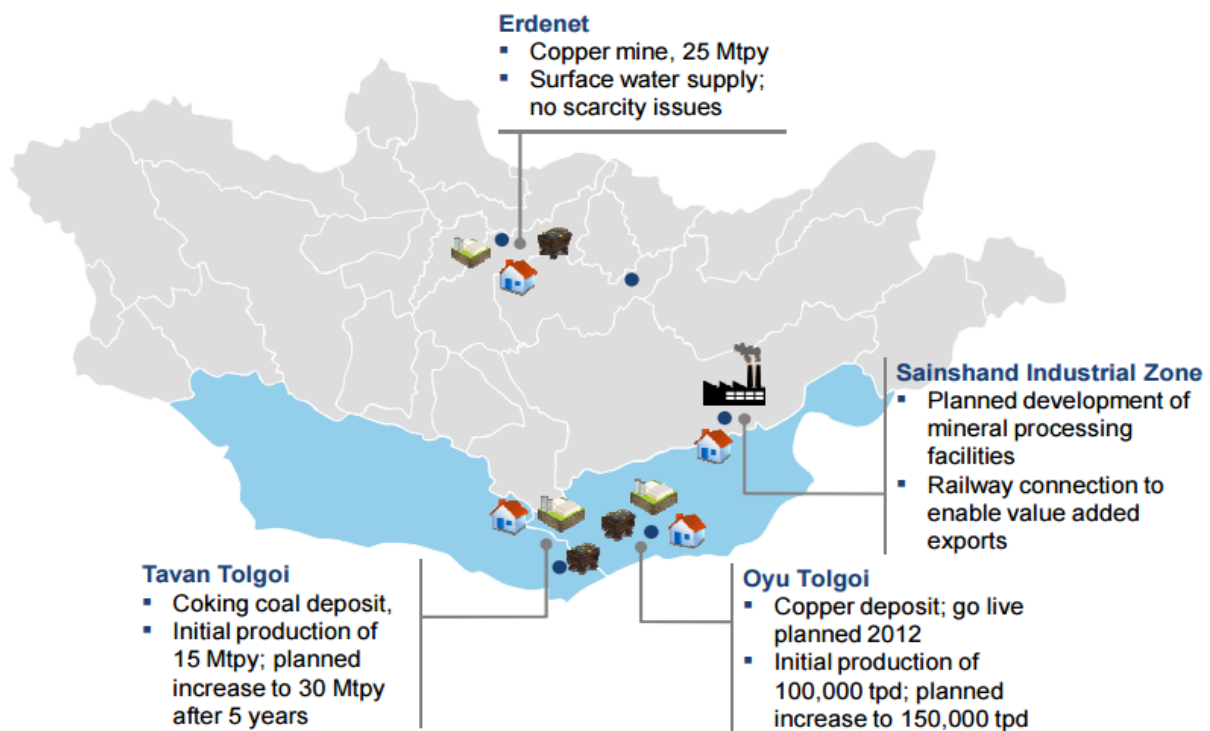 Erdenet
▪ Copper mine, 25 Mtpy
▪ Surface water supply;
no scarcity issues
Sainshand Industrial Zone
▪ Planned development of
mineral processing
facilities
▪ Railway connection to
enable value added
exports
Tavan Tolgoi
▪ Coking coal deposit,
▪ Initial production of
15 Mtpy; planned
increase to 30 Mtpy
after 5 years
Oyu Tolgoi
▪ Copper deposit; go live
planned 2012
▪ Initial production of
100,000 tpd; planned
increase to 150,000 tpd